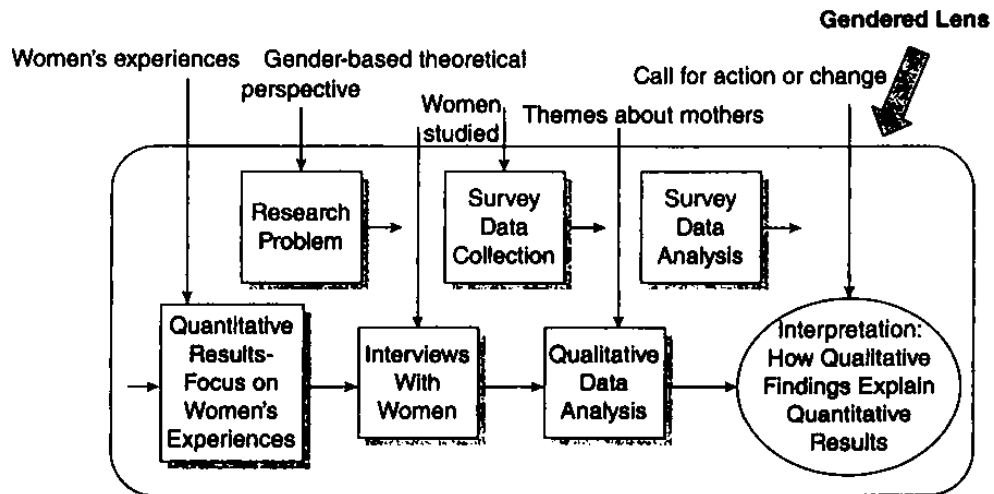 Gendered Lens
Women's experiences
Gender-based theoretical
perspective
Women
studied
Themes about mothers
Call for action or change
Research
Problem
Survey
Data
Collection
Survey
Data
Analysis
Quantitative
Results-
Focus on
Women's
Experiences
Interviews
With
Women
Qualitative
Data
Analysis
Interpretation:
How Qualitative
Findings Explain
Quantitative
Results